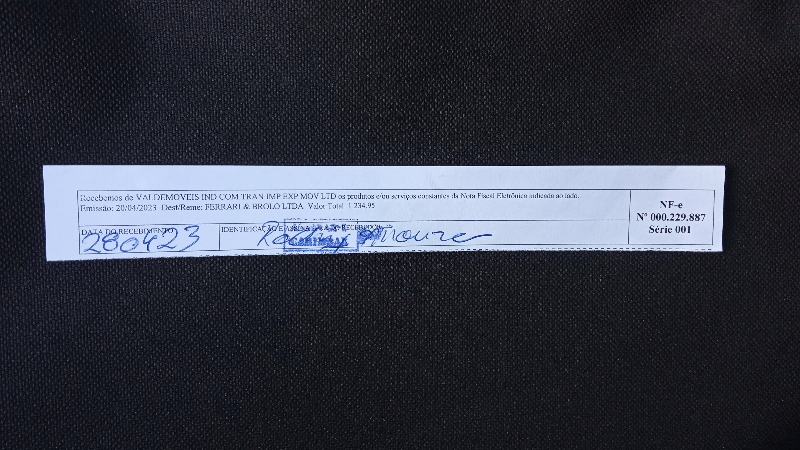 Recebemos de VALDEMOVEIS IND COM TRAN IMP EXP MOV LTD os produtos e/ou serviços constantes da Nota Fiscal Eletrônica indicada ao lado.
Emissão: 20/04/2023 Dest/Reme: FERRARI & BROLO LTDA Valor Total 1.234,95
DATA DO RECEBIMENTO
280423
IDENTIFICAÇÃO E ASSINATURA DO RECEBEDOR
NF-e
Nº 000.229.887
Série 001